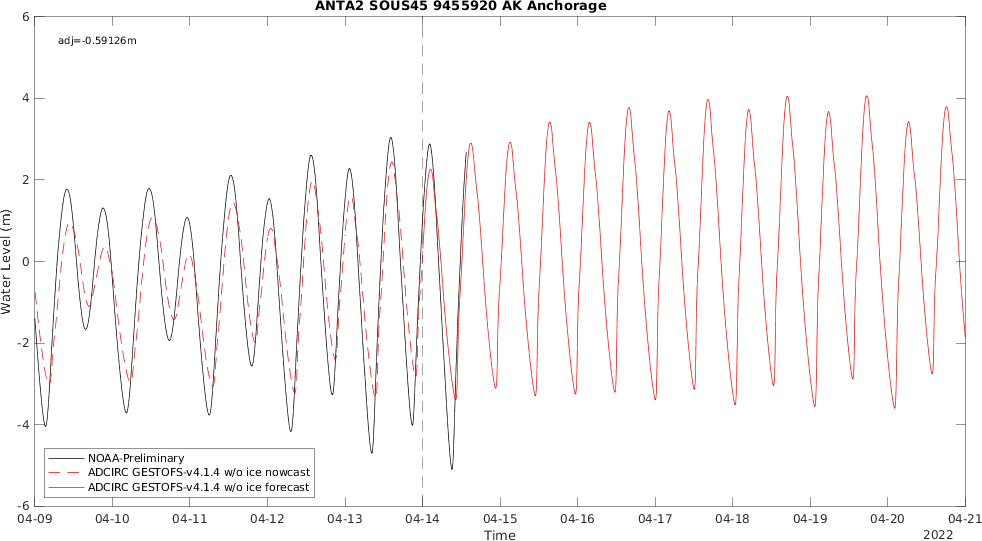 ANTA2 SOUS45 9455920 AK Anchorage
adj=-0.59126m
6
4
2
0
-2
-4
-6
Water Level (m)
NOAA-Preliminary
ADCIRC GESTOFS-v4.1.4 w/o ice nowcast
ADCIRC GESTOFS-v4.1.4 w/o ice forecast
04-09 04-10 04-11 04-12 04-13 04-14 04-15 04-16 04-17 04-18 04-19 04-20 04-21
Time
2022